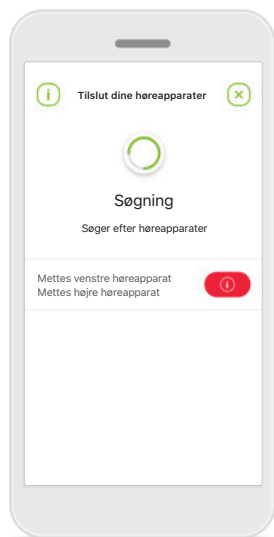 Tilslut dine høreapparater
Søgning
Søger efter høreapparater
Mettes venstre høreapparat
Mettes højre høreapparat